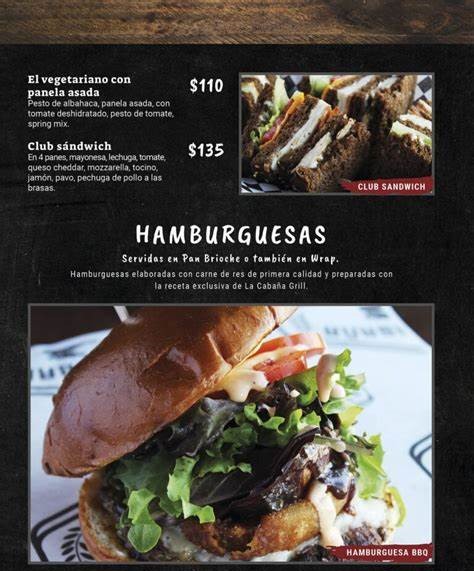 El vegetariano con
panela asada
$110
Pesto de albahaca, panela asada, con
tomate deshidratado, pesto de tomate,
spring mix.
Club sándwich
$135
En 4 panes, mayonesa, lechuga, tomate,
queso cheddar, mozzarella, tocino,
jamón, pavo, pechuga de pollo a las
brasas.
CLUB SANDWICH
HAMBURGUESAS
Servidas en Pan Brioche o también en Wrap.
Hamburguesas elaboradas con carne de res de primera calidad y preparadas con
la receta exclusiva de La Cabaña Grill.
HAMBURGUESA BBQ